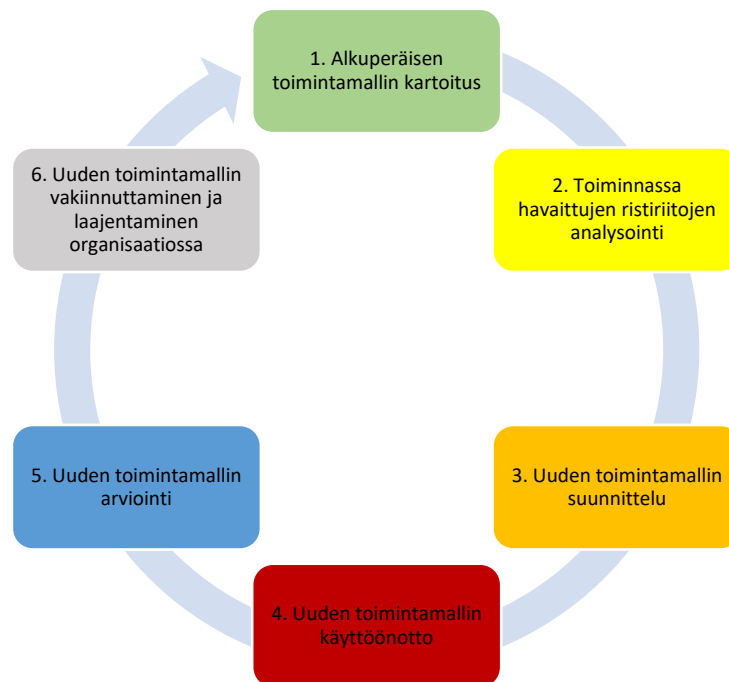 1. Alkuperäisen
toimintamallin kartoitus
2. Toiminnassa
havaittujen ristiriitojen
analysointi
3. Uuden toimintamallin
suunnittelu
4. Uuden toimintamallin
käyttöönotto
5. Uuden toimintamallin
arviointi
6. Uuden toimintamallin
vakiinnuttaminen ja
laajentaminen
organisaatiossa